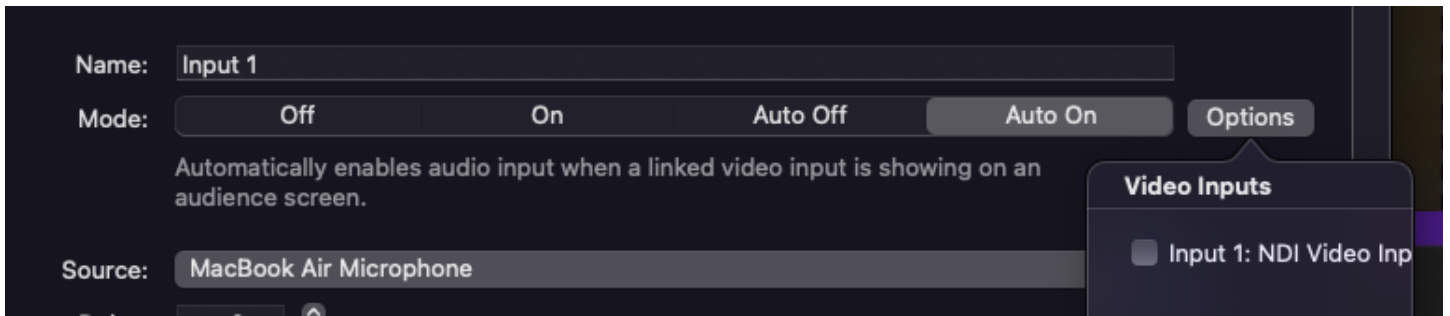 Name: Input 1
Mode: Off On Auto Off Auto On Options
Automatically enables audio input when a linked video input is showing on an
audience screen.
Video Inputs
Input 1: NDI Video Inp
Source: MacBook Air Microphone